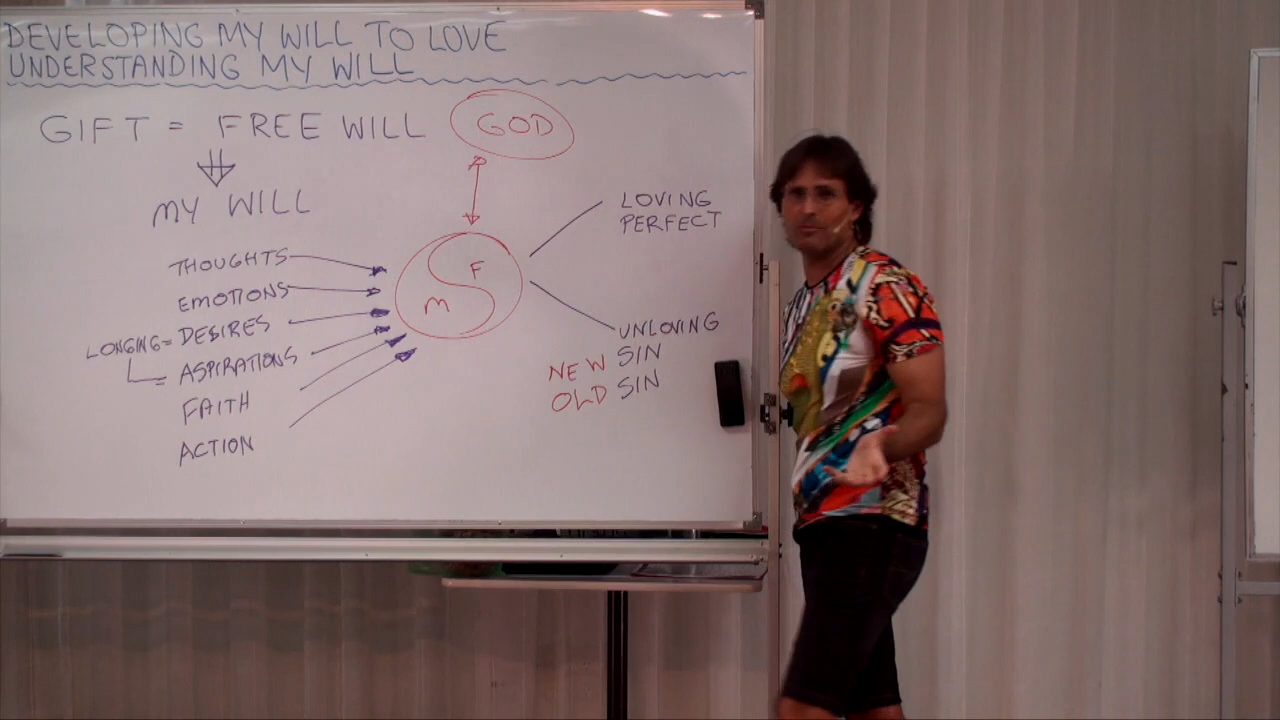 DEVELOPING MY WILL TO LOVE
UNDERSTANDING MY WILL
GIFT = FREE WILL
GOD
MY WILL
THOUGHTS
EMOTIONS
LONGING = DESIRES
= ASPIRATIONS
FAITH
ACTION
F
M
LOVING
PERFECT
UNLOVING
NEW SIN
OLD SIN